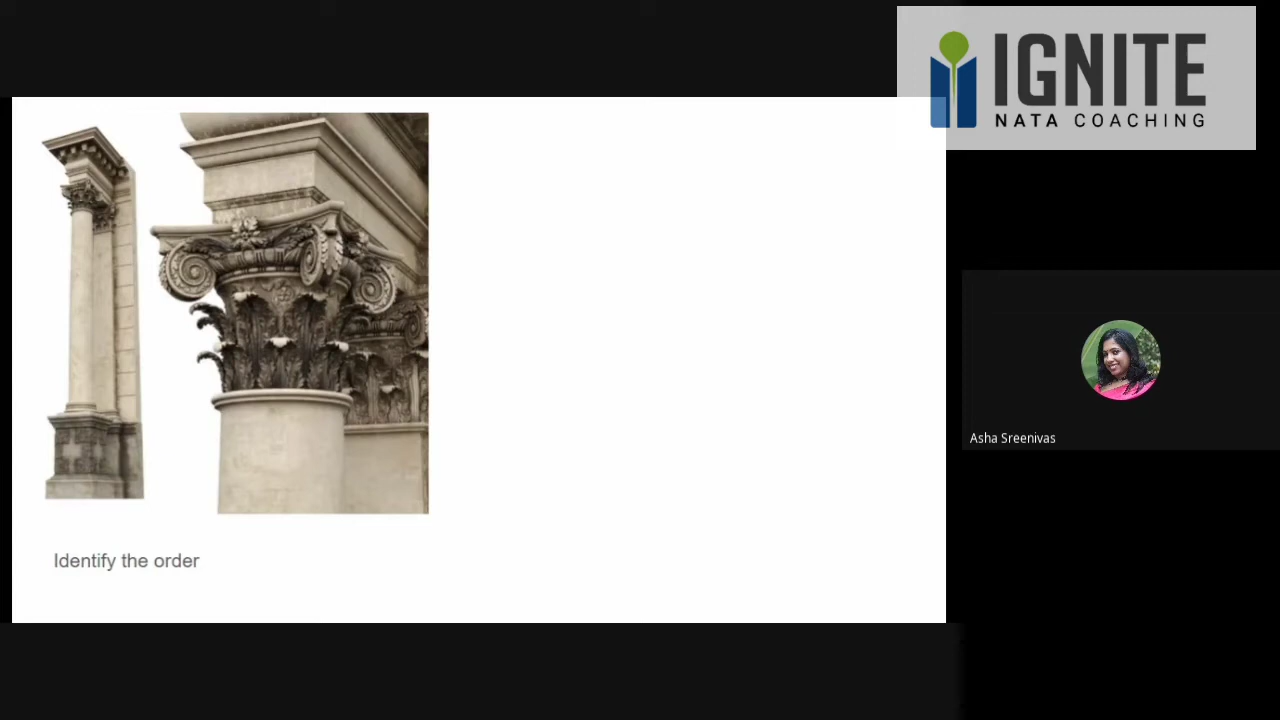 IGNITE
NATA COACHING
Asha Sreenivas
Identify the order